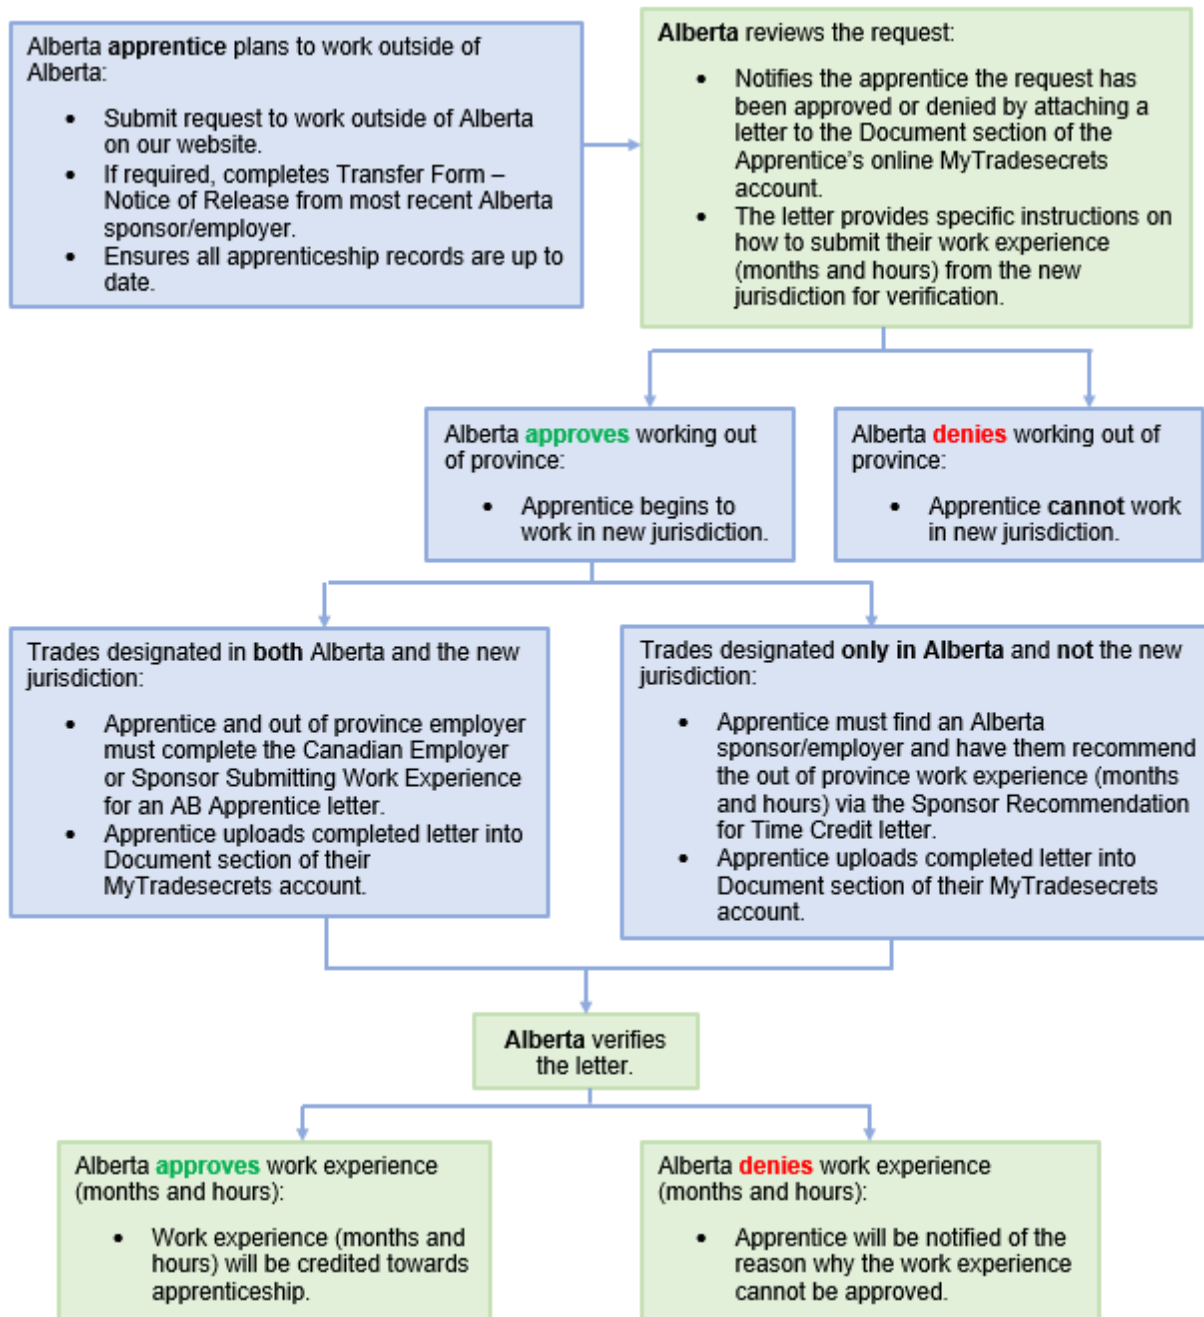 Alberta apprentice plans to work outside of
Alberta:
• Submit request to work outside of Alberta
on our website.
• If required, completes Transfer Form –
Notice of Release from most recent Alberta
sponsor/employer.
• Ensures all apprenticeship records are up to
date.
Alberta reviews the request:
• Notifies the apprentice the request has
been approved or denied by attaching a
letter to the Document section of the
Apprentice's online MyTradesecrets
account.
• The letter provides specific instructions on
how to submit their work experience
(months and hours) from the new
jurisdiction for verification.
Alberta approves working out
of province:
• Apprentice begins to
work in new jurisdiction.
Alberta denies working out of
province:
• Apprentice cannot work
in new jurisdiction.
Trades designated in both Alberta and the new
jurisdiction:
• Apprentice and out of province employer
must complete the Canadian Employer
or Sponsor Submitting Work Experience
for an AB Apprentice letter.
• Apprentice uploads completed letter into
Document section of their
MyTradesecrets account.
Trades designated only in Alberta and not the new
jurisdiction:
• Apprentice must find an Alberta
sponsor/employer and have them recommend
the out of province work experience (months
and hours) via the Sponsor Recommendation
for Time Credit letter.
• Apprentice uploads completed letter into
Document section of their MyTradesecrets
account.
Alberta verifies
the letter.
Alberta approves work experience
(months and hours):
• Work experience (months and
hours) will be credited towards
apprenticeship.
Alberta denies work experience
(months and hours):
• Apprentice will be notified of the
reason why the work experience
cannot be approved.